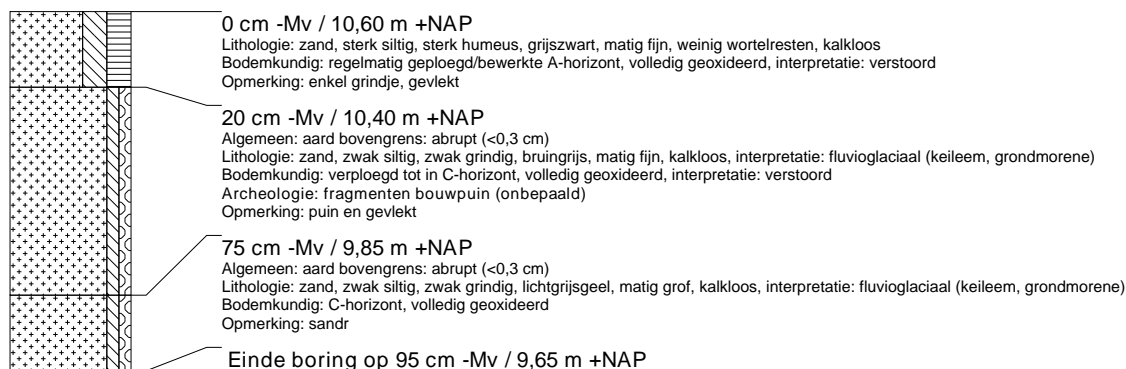 0 cm -Mv / 10,60 m +NAP
Lithologie: zand, sterk siltig, sterk humeus, grijszwart, matig fijn, weinig wortelresten, kalkloos
Bodemkundig: regelmatig geploegd/bewerkte A-horizont, volledig geoxideerd, interpretatie: verstoord
Opmerking: enkel grindje, gevlekt
20 cm -Mv / 10,40 m +NAP
Algemeen: aard bovengrens: abrupt (<0,3 cm)
Lithologie: zand, zwak siltig, zwak grindig, bruingrijs, matig fijn, kalkloos, interpretatie: fluvioglaciaal (keileem, grondmorene)
Bodemkundig: verploegd tot in C-horizont, volledig geoxideerd, interpretatie: verstoord
Archeologie: fragmenten bouwpuin (onbepaald)
Opmerking: puin en gevlekt
75 cm -Mv / 9,85 m +NAP
Algemeen: aard bovengrens: abrupt (<0,3 cm)
Lithologie: zand, zwak siltig, zwak grindig, lichtgrijsgeel, matig grof, kalkloos, interpretatie: fluvioglaciaal (keileem, grondmorene)
Bodemkundig: C-horizont, volledig geoxideerd
Opmerking: sandr
Einde boring op 95 cm -Mv / 9,65 m +NAP